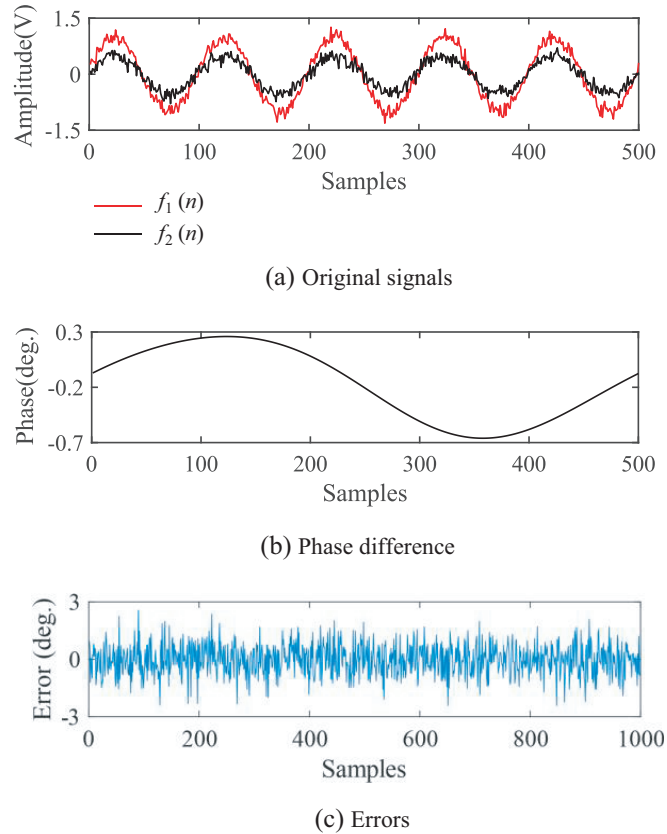 1.5
0
-1.5
Amplitude(V)
0 100 200 300 400 500
Samples
f₁ (n)
f₂ (n)
(a) Original signals
0.3
-0.2
-0.7
Phase(deg.)
0 100 200 300 400 500
Samples
(b) Phase difference
3
0
-3
Error (deg.)
0 200 400 600 800 1000
Samples
(c) Errors